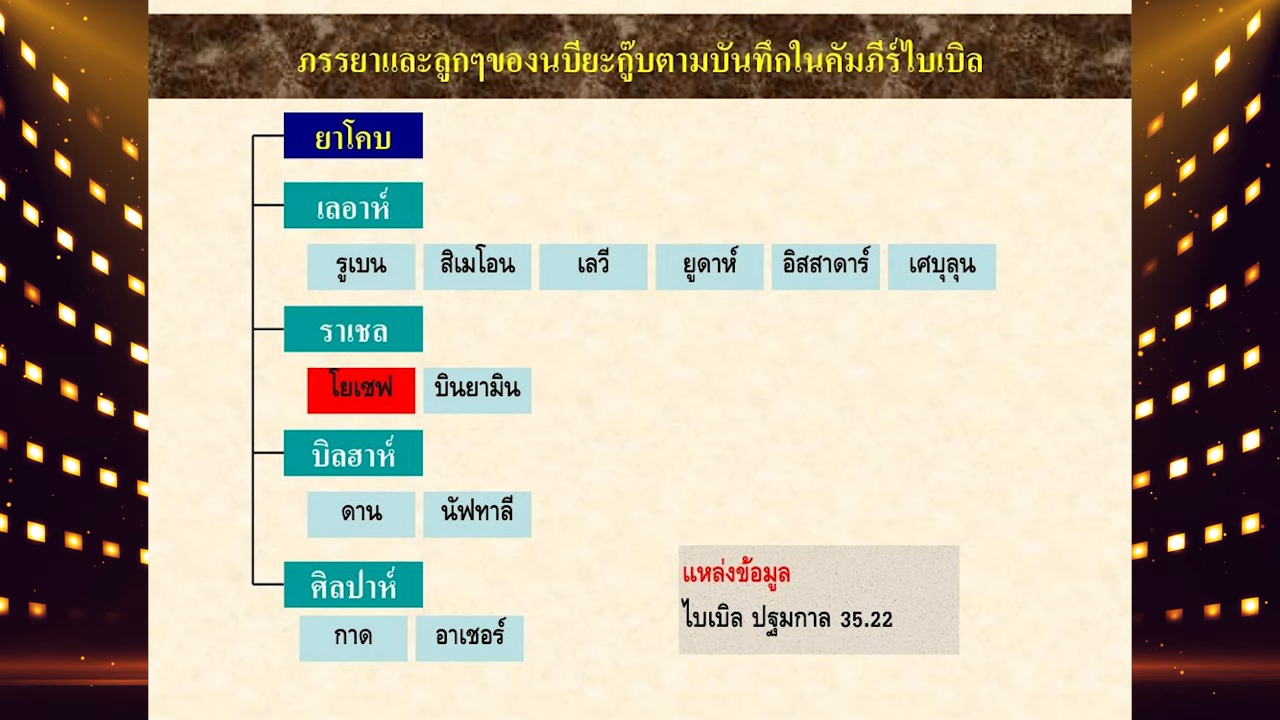 ภรรยาและลูกๆของนบียะกู๊บตามบันทึกในคัมภีร์ไบเบิล
ยาโคบ
เลอาห์
รูเบน สิเมโอน เลวี ยูดาห์ อิสสาดาร์ เศบุลุน
ราเชล
โยเซฟ บินยามิน
บิลฮาห์
ดาน นัฟทาลี
ศิลปาห์
กาด อาเชอร์
แหล่งข้อมูล
ไบเบิล ปฐมกาล 35.22